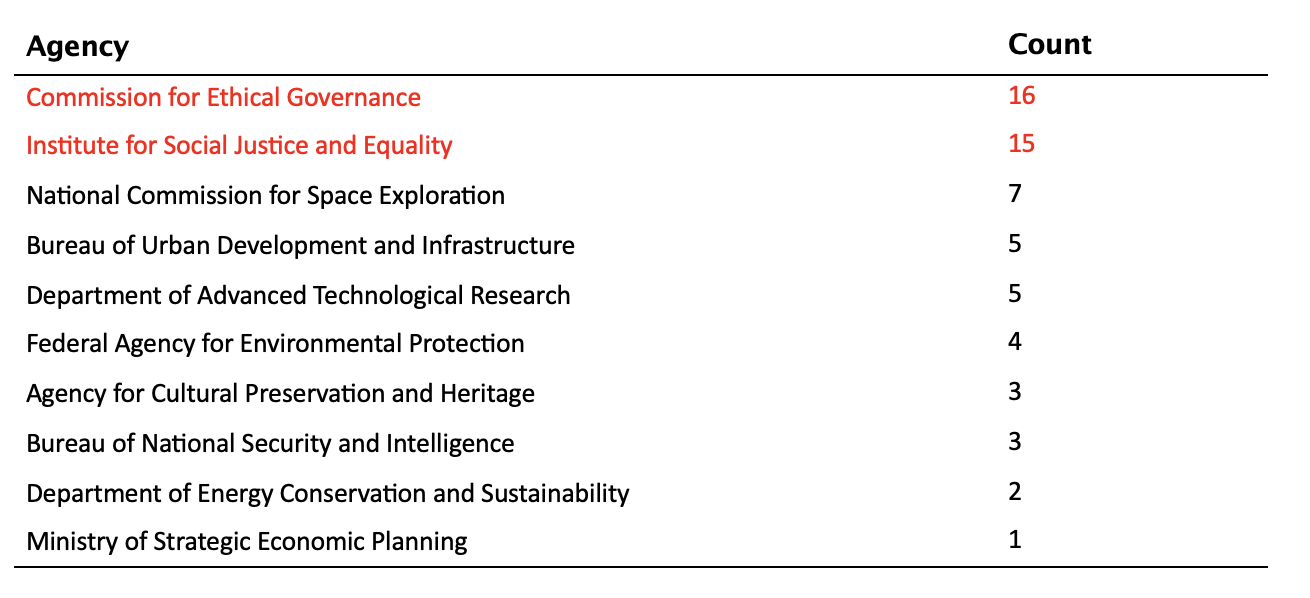 Agency Count
Commission for Ethical Governance 16
Institute for Social Justice and Equality 15
National Commission for Space Exploration 7
Bureau of Urban Development and Infrastructure 5
Department of Advanced Technological Research 5
Federal Agency for Environmental Protection 4
Agency for Cultural Preservation and Heritage 3
Bureau of National Security and Intelligence 3
Department of Energy Conservation and Sustainability 2
Ministry of Strategic Economic Planning 1